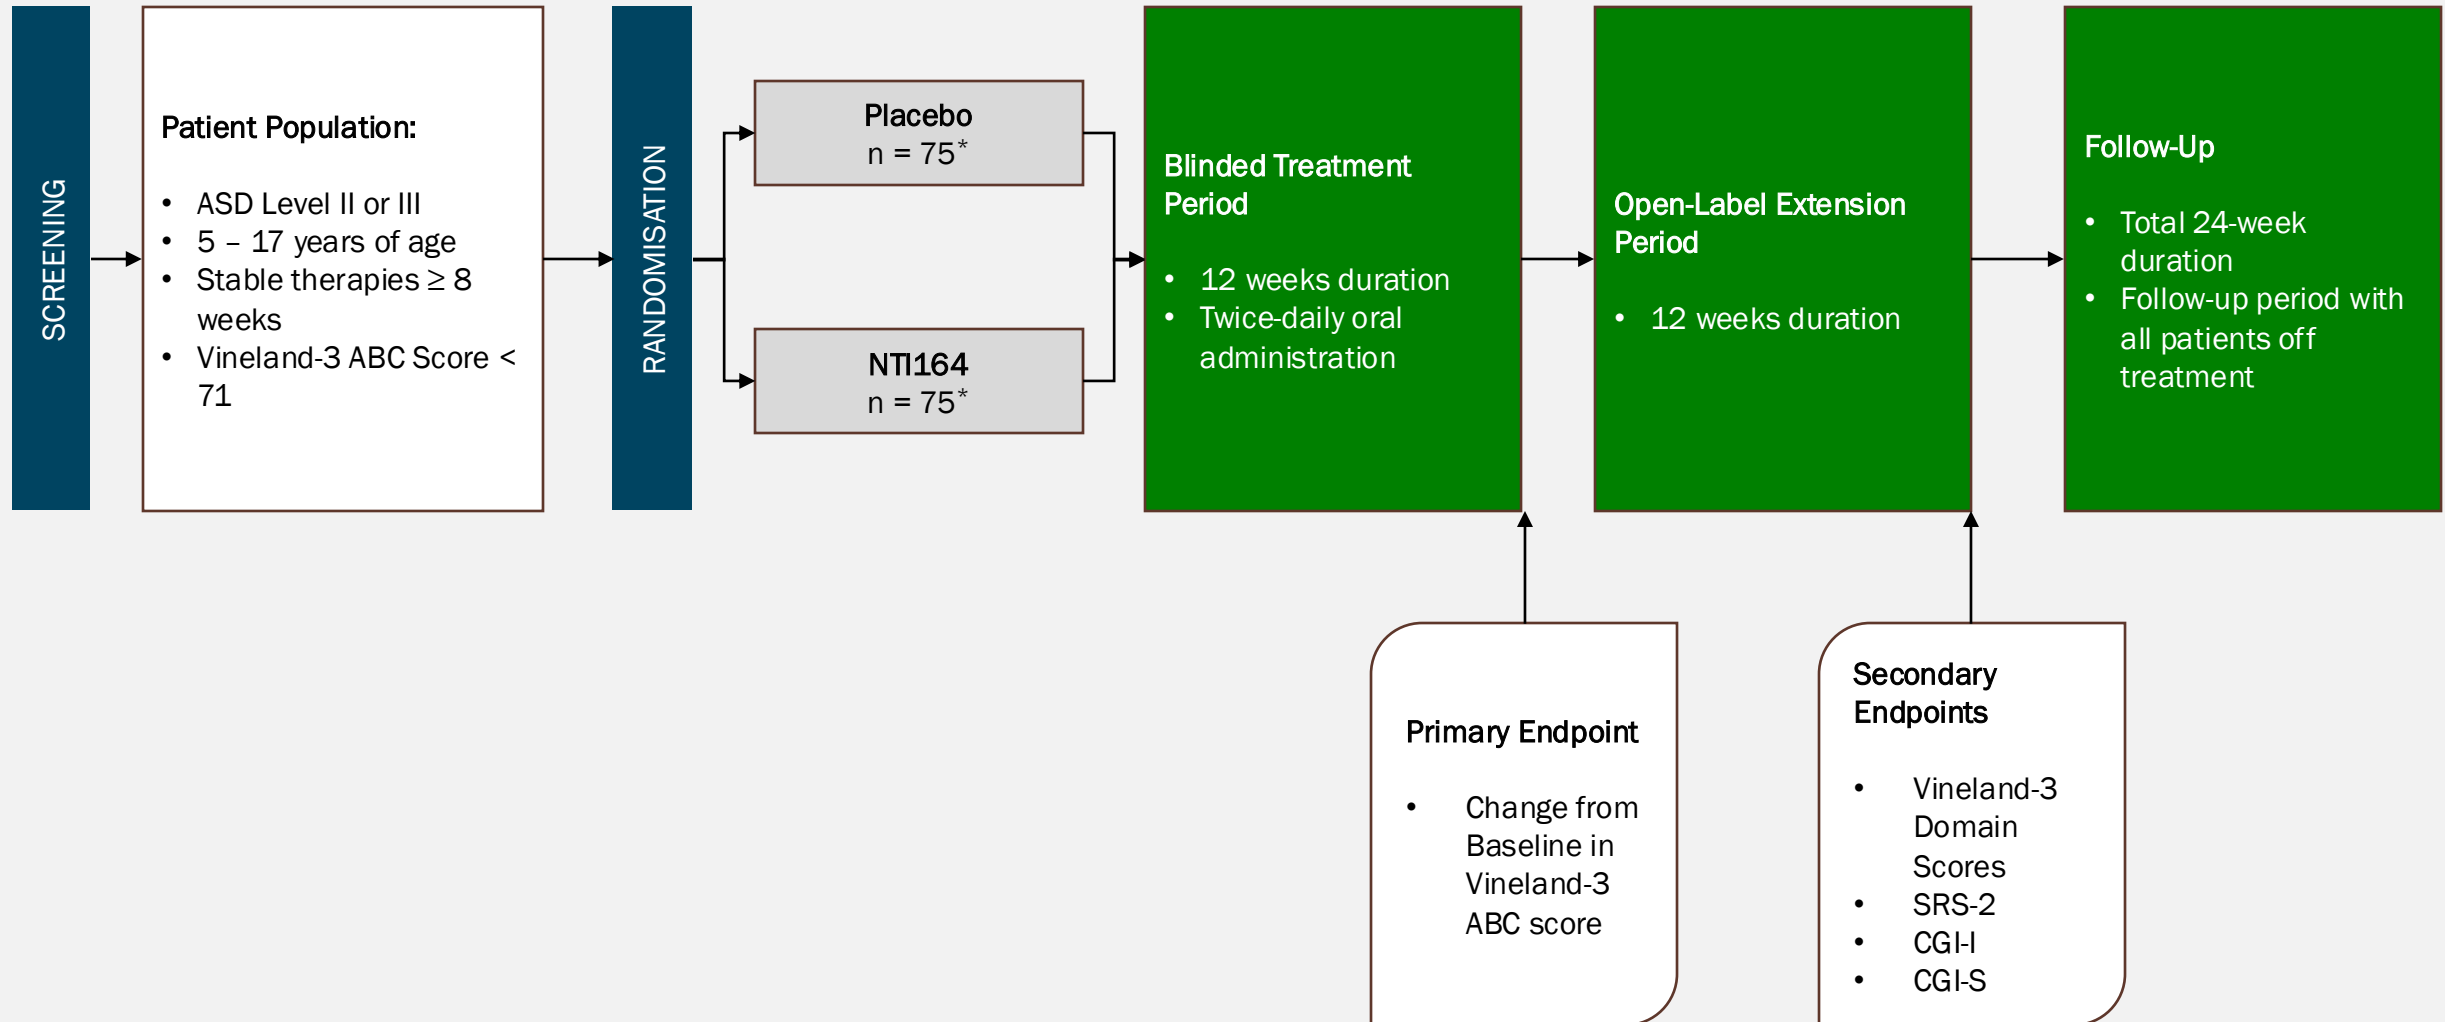 SCREENING
Patient Population:
• ASD Level II or III
• 5 – 17 years of age
• Stable therapies ≥ 8
weeks
• Vineland-3 ABC Score <
71
RANDOMISATION
Placebo
n = 75*
NTI164
n = 75*
Blinded Treatment
Period
• 12 weeks duration
• Twice-daily oral
administration
Open-Label Extension
Period
• 12 weeks duration
Follow-Up
• Total 24-week
duration
• Follow-up period with
all patients off
treatment
Primary Endpoint
• Change from
Baseline in
Vineland-3
ABC score
Secondary
Endpoints
• Vineland-3
Domain
Scores
• SRS-2
• CGI-I
• CGI-S